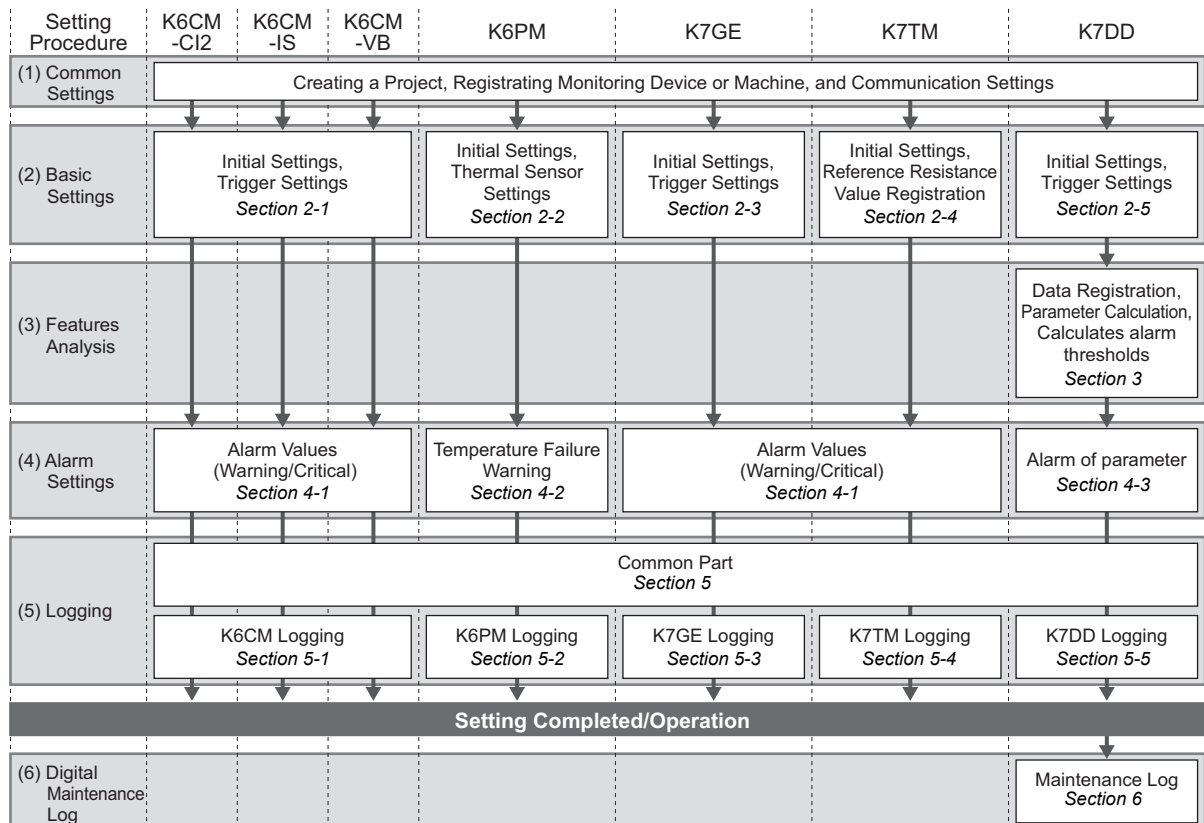 Setting
Procedure
K6CM
-CI2
K6CM
-IS
K6CM
-VB
K6PM
K7GE
K7TM
K7DD
(1) Common
Settings
Creating a Project, Registrating Monitoring Device or Machine, and Communication Settings
(2) Basic
Settings
Initial Settings,
Trigger Settings
Section 2-1
Initial Settings,
Thermal Sensor
Settings
Section 2-2
Initial Settings,
Trigger Settings
Section 2-3
Initial Settings,
Reference Resistance
Value Registration
Section 2-4
Initial Settings,
Trigger Settings
Section 2-5
(3) Features
Analysis
Data Registration,
Parameter Calculation,
Calculates alarm
thresholds
Section 3
(4) Alarm
Settings
Alarm Values
(Warning/Critical)
Section 4-1
Temperature Failure
Warning
Section 4-2
Alarm Values
(Warning/Critical)
Section 4-1
Alarm of parameter
Section 4-3
(5) Logging
Common Part
Section 5
K6CM Logging
Section 5-1
K6PM Logging
Section 5-2
K7GE Logging
Section 5-3
K7TM Logging
Section 5-4
K7DD Logging
Section 5-5
Setting Completed/Operation
(6) Digital
Maintenance
Log
Maintenance Log
Section 6